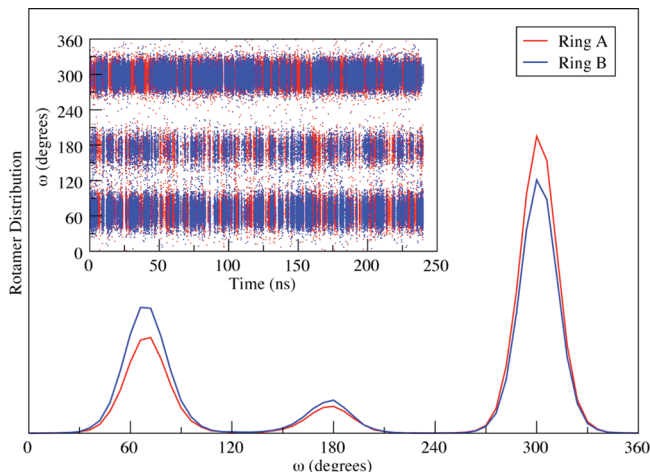 360
300
240
180
120
60
0
ω (degrees)
0 50 100 150 200 250
Time (ns)
Ring A
Ring B
Rotamer Distribution
0 60 120 180 240 300 360
ω (degrees)